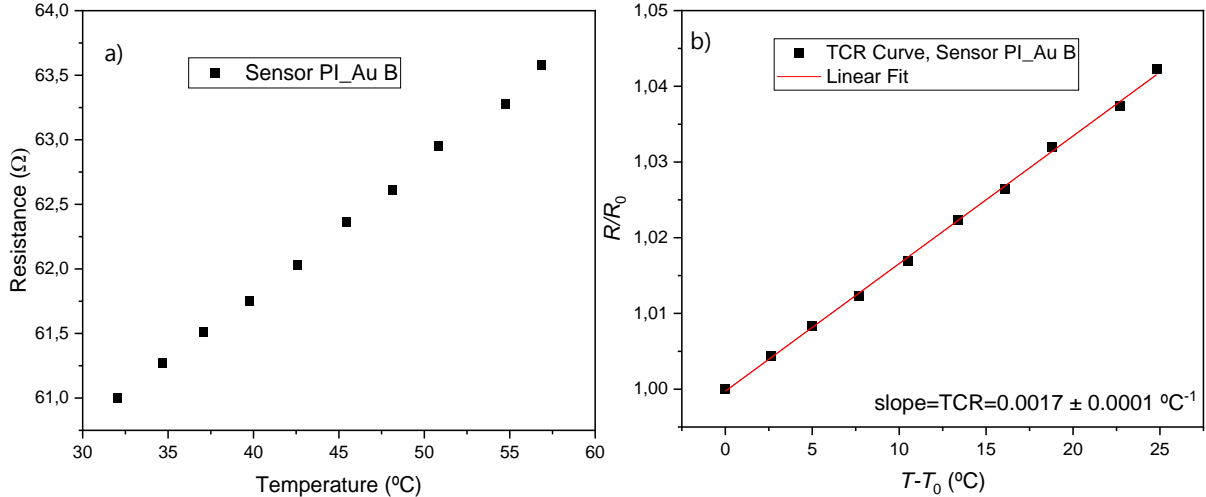 a)
Sensor PI_Au B
Resistance (Ω)
64,0
63,5
63,0
62,5
62,0
61,5
61,0
30
35
40
45
50
55
60
Temperature (ºC)
b)
TCR Curve, Sensor PI_Au B
Linear Fit
R/R0
1,05
1,04
1,03
1,02
1,01
1,00
slope=TCR=0.0017 ± 0.0001 ºC-1
0
5
10
15
20
25
T-T0 (ºC)